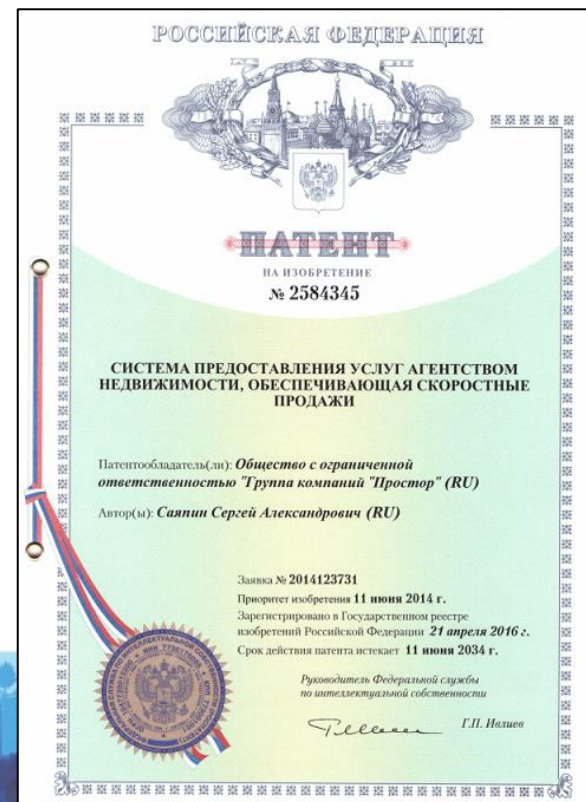 РОССИЙСКАЯ ФЕДЕРАЦИЯ
ПАТЕНТ
НА ИЗОБРЕТЕНИЕ
№ 2584345
СИСТЕМА ПРЕДОСТАВЛЕНИЯ УСЛУГ АГЕНТСТВОМ
НЕДВИЖИМОСТИ, ОБЕСПЕЧИВАЮЩАЯ СКОРОСТНЫЕ
ПРОДАЖИ
Патентообладатель(ли): Общество с ограниченной
ответственностью "Группа компаний "Простор" (RU)
Автор(ы): Саяпин Сергей Александрович (RU)
Заявка № 2014123731
Приоритет изобретения 11 июня 2014 г.
Зарегистрировано в Государственном реестре
изобретений Российской Федерации 21 апреля 2016 г.
Срок действия патента истекает 11 июня 2034 г.
Руководитель Федеральной службы
по интеллектуальной собственности
Г.П. Ивлиев